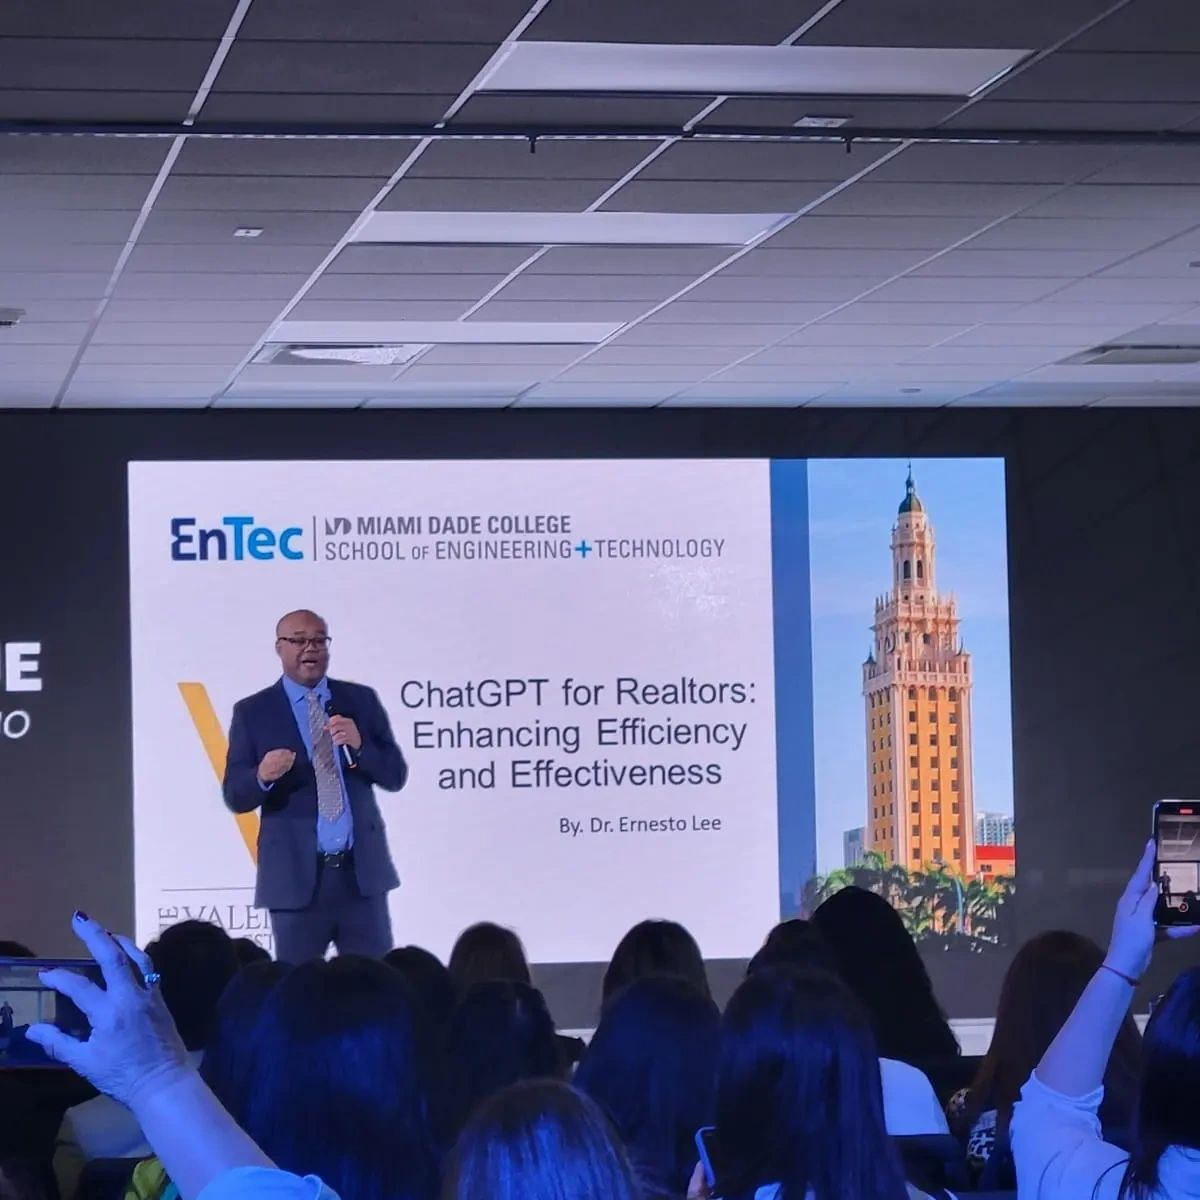 EnTec
MIAMI DADE COLLEGE
SCHOOL OF ENGINEERING+TECHNOLOGY
ChatGPT for Realtors:
Enhancing Efficiency
and Effectiveness
By. Dr. Ernesto Lee